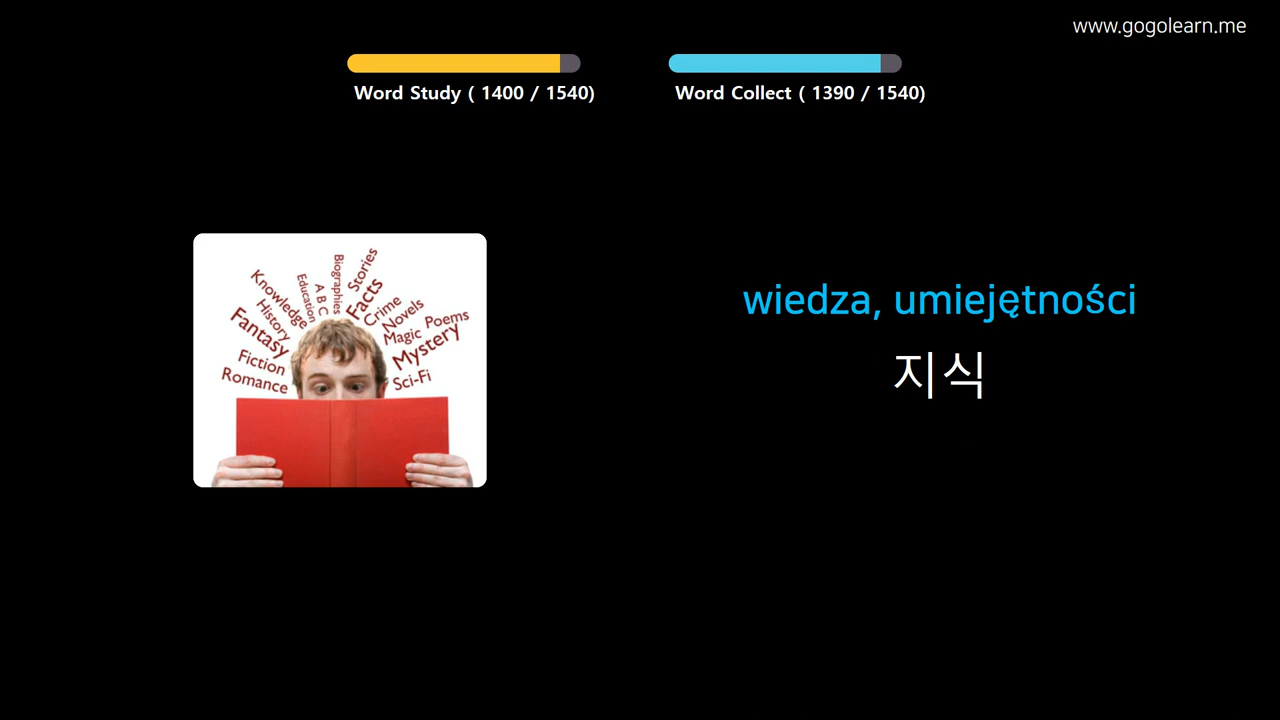 www.gogolearn.me
Word Study ( 1400 / 1540)
Word Collect ( 1390 / 1540)
Knowledge
History
Fantasy
Fiction
Romance
Education
A B C
Biographies
Stories
Facts
Crime
Novels
Magic
Poems
Mystery
Sci-Fi
wiedza, umiejętności
지식